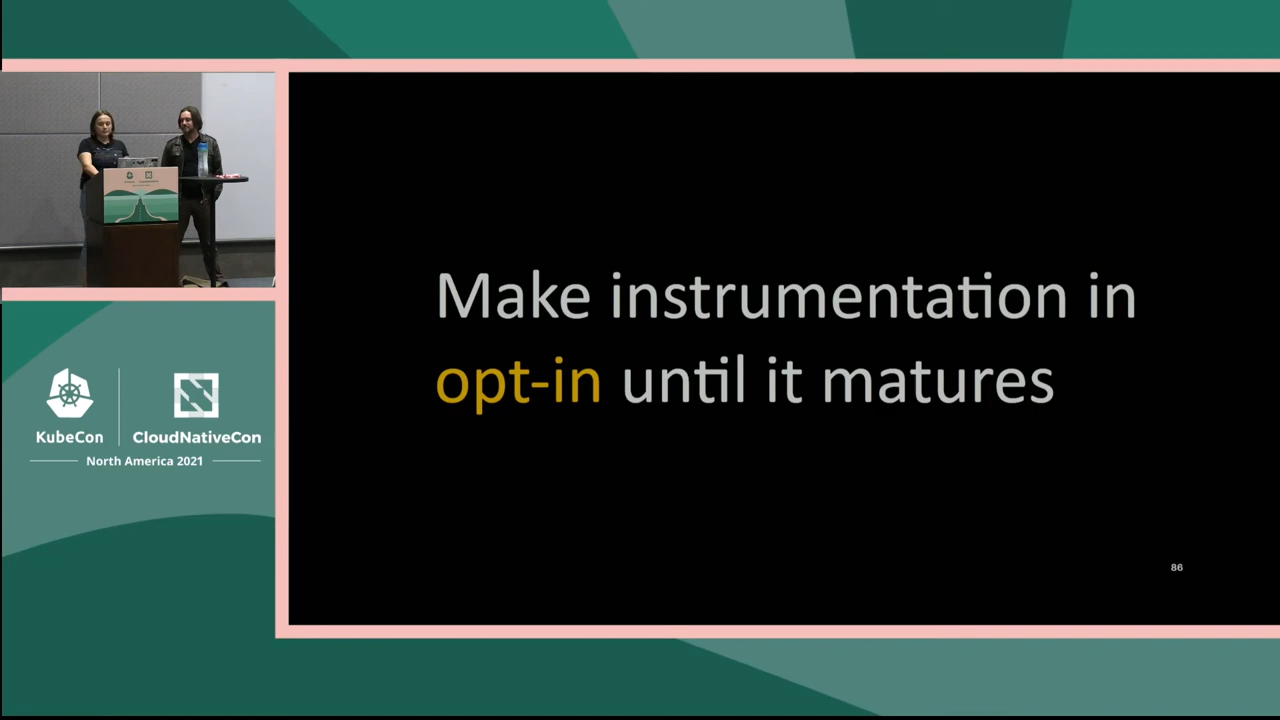 Make instrumentation in
opt-in until it matures
86
KubeCon
CloudNativeCon
North America 2021